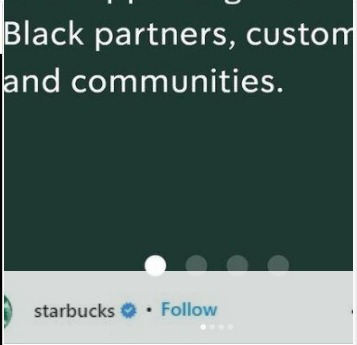 Black partners, custom
and communities.
starbucks • Follow